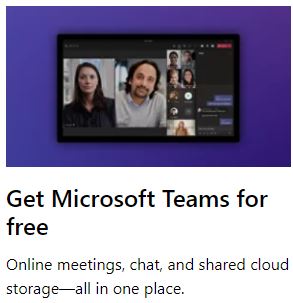 Get Microsoft Teams for
free
Online meetings, chat, and shared cloud
storage—all in one place.